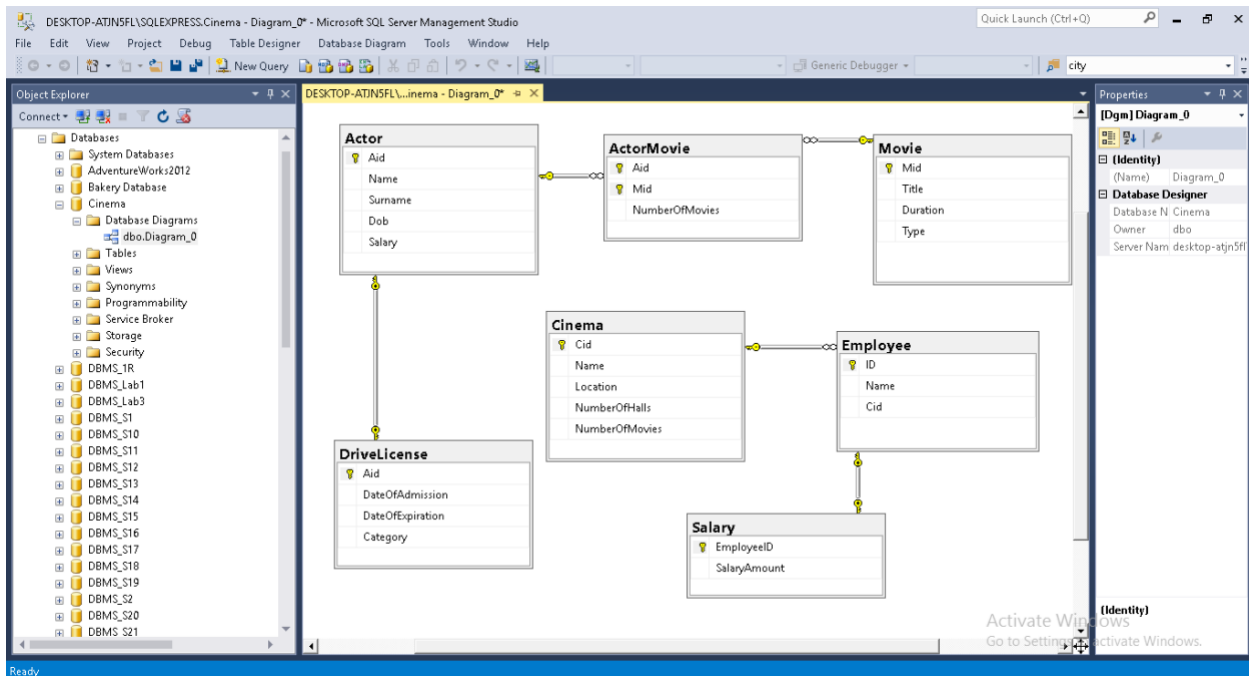 DESKTOP-ATJN5FL\SQLEXPRESS.Cinema - Diagram_0* - Microsoft SQL Server Management Studio
Quick Launch (Ctrl+Q)
File Edit View Project Debug Table Designer Database Diagram Tools Window Help
New Query
Generic Debugger
city
Object Explorer
Connect
Databases
System Databases
AdventureWorks2012
Bakery Database
Cinema
Database Diagrams
dbo.Diagram_0
Tables
Views
Synonyms
Programmability
Service Broker
Storage
Security
DBMS_1R
DBMS_Lab1
DBMS_Lab3
DBMS_S1
DBMS_S10
DBMS_S11
DBMS_S12
DBMS_S13
DBMS_S14
DBMS_S15
DBMS_S16
DBMS_S17
DBMS_S18
DBMS_S19
DBMS_S2
DBMS_S20
DBMS_S21
DESKTOP-ATJN5FL\...inema - Diagram_0*
Actor
Aid
Name
Surname
Dob
Salary
ActorMovie
Aid
Mid
NumberOfMovies
Movie
Mid
Title
Duration
Type
Cinema
Cid
Name
Location
NumberOfHalls
NumberOfMovies
Employee
ID
Name
Cid
DriveLicense
Aid
DateOfAdmission
DateOfExpiration
Category
Salary
EmployeeID
SalaryAmount
Properties
[Dgm] Diagram_0
(Identity)
(Name) Diagram_0
Database Designer
Database N Cinema
Owner dbo
Server Nam desktop-atjn5fl
(Identity)
Activate Windows
Go to Settings to activate Windows.
Ready